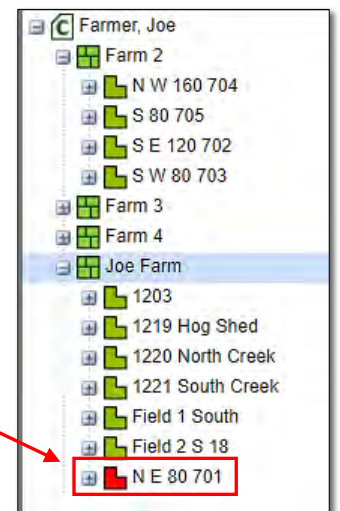 C Farmer, Joe
Farm 2
N W 160 704
S 80 705
S E 120 702
S W 80 703
Farm 3
Farm 4
Joe Farm
1203
1219 Hog Shed
1220 North Creek
1221 South Creek
Field 1 South
Field 2 S 18
N E 80 701